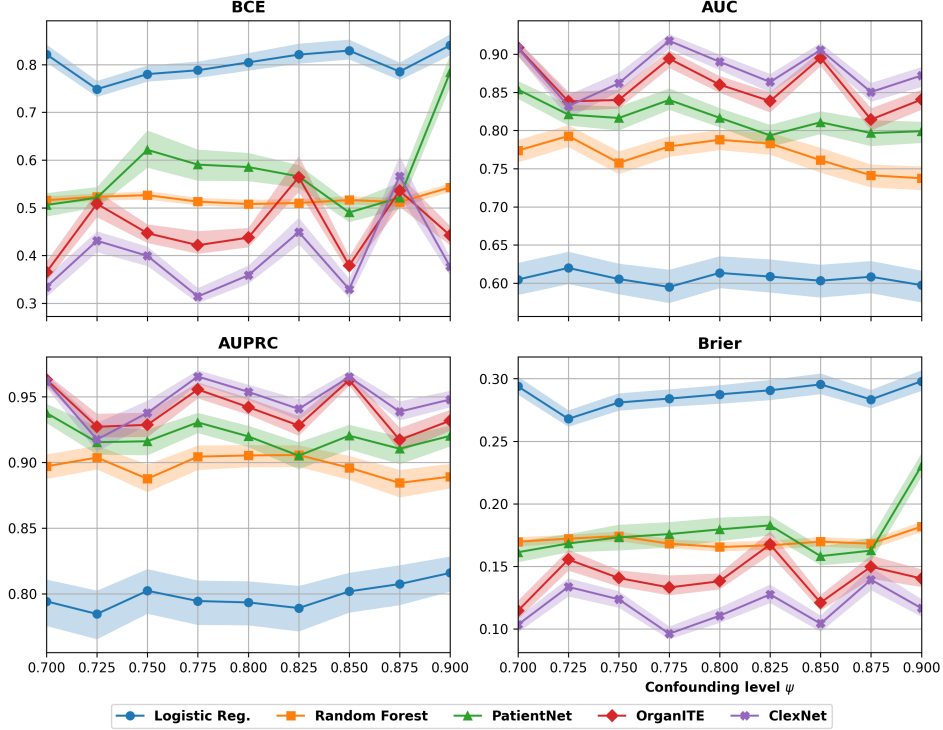 BCE
0.8
0.7
0.6
0.5
0.4
0.3
AUC
0.90
0.85
0.80
0.75
0.70
0.65
0.60
AUPRC
0.95
0.90
0.85
0.80
0.700 0.725 0.750 0.775 0.800 0.825 0.850 0.875 0.900
Brier
0.30
0.25
0.20
0.15
0.10
0.700 0.725 0.750 0.775 0.800 0.825 0.850 0.875 0.900
Confounding level ψ
Logistic Reg. Random Forest PatientNet OrganITE ClexNet